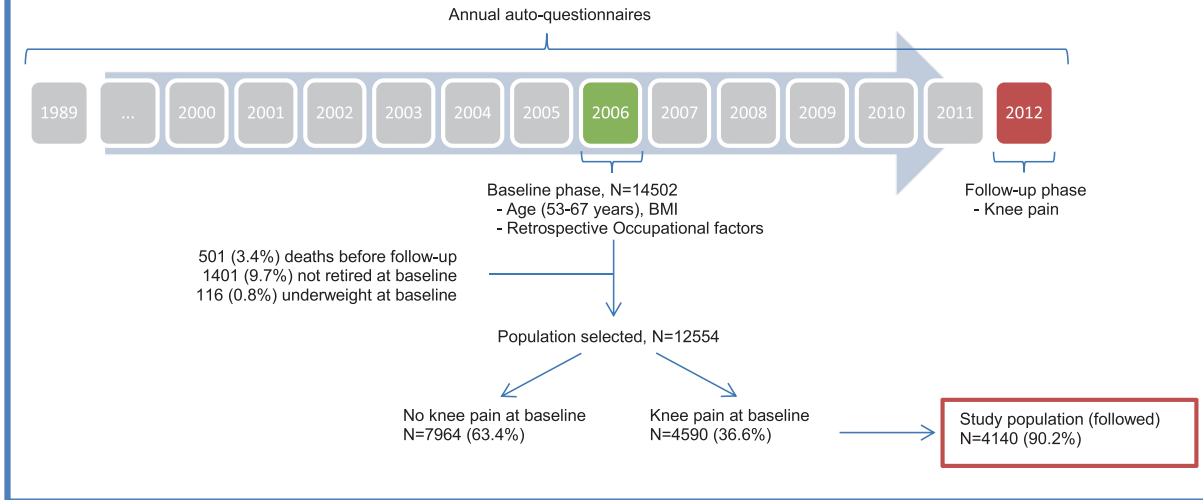 Annual auto-questionnaires
1989
...
2000
2001
2002
2003
2004
2005
2006
2007
2008
2009
2010
2011
2012
Baseline phase, N=14502
- Age (53-67 years), BMI
- Retrospective Occupational factors
Follow-up phase
- Knee pain
501 (3.4%) deaths before follow-up
1401 (9.7%) not retired at baseline
116 (0.8%) underweight at baseline
Population selected, N=12554
No knee pain at baseline
N=7964 (63.4%)
Knee pain at baseline
N=4590 (36.6%)
Study population (followed)
N=4140 (90.2%)